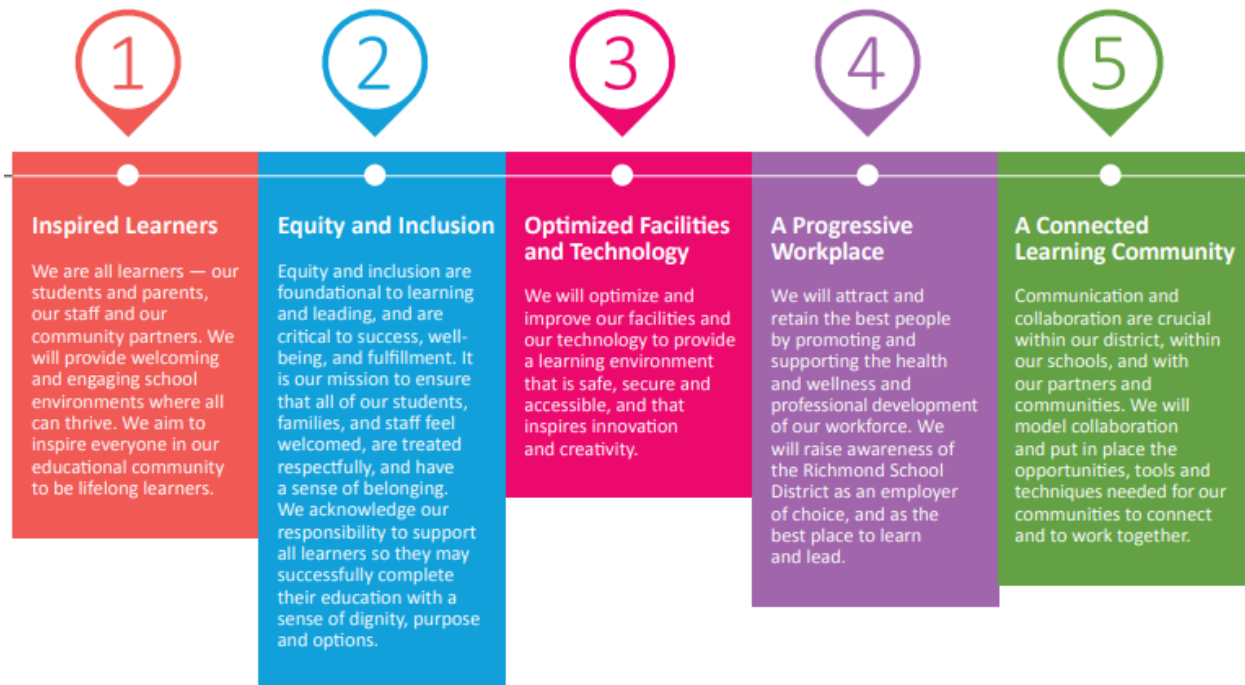 1
Inspired Learners
We are all learners — our
students and parents,
our staff and our
community partners. We
will provide welcoming
and engaging school
environments where all
can thrive. We aim to
inspire everyone in our
educational community
to be lifelong learners.
2
Equity and Inclusion
Equity and inclusion are
foundational to learning
and leading, and are
critical to success, well-
being, and fulfillment. It
is our mission to ensure
that all of our students,
families, and staff feel
welcomed, are treated
respectfully, and have
a sense of belonging.
We acknowledge our
responsibility to support
all learners so they may
successfully complete
their education with a
sense of dignity, purpose
and options.
3
Optimized Facilities
and Technology
We will optimize and
improve our facilities and
our technology to provide
a learning environment
that is safe, secure and
accessible, and that
inspires innovation
and creativity.
4
A Progressive
Workplace
We will attract and
retain the best people
by promoting and
supporting the health
and wellness and
professional development
of our workforce. We
will raise awareness of
the Richmond School
District as an employer
of choice, and as the
best place to learn
and lead.
5
A Connected
Learning Community
Communication and
collaboration are crucial
within our district, within
our schools, and with
our partners and
communities. We will
model collaboration
and put in place the
opportunities, tools and
techniques needed for our
communities to connect
and to work together.